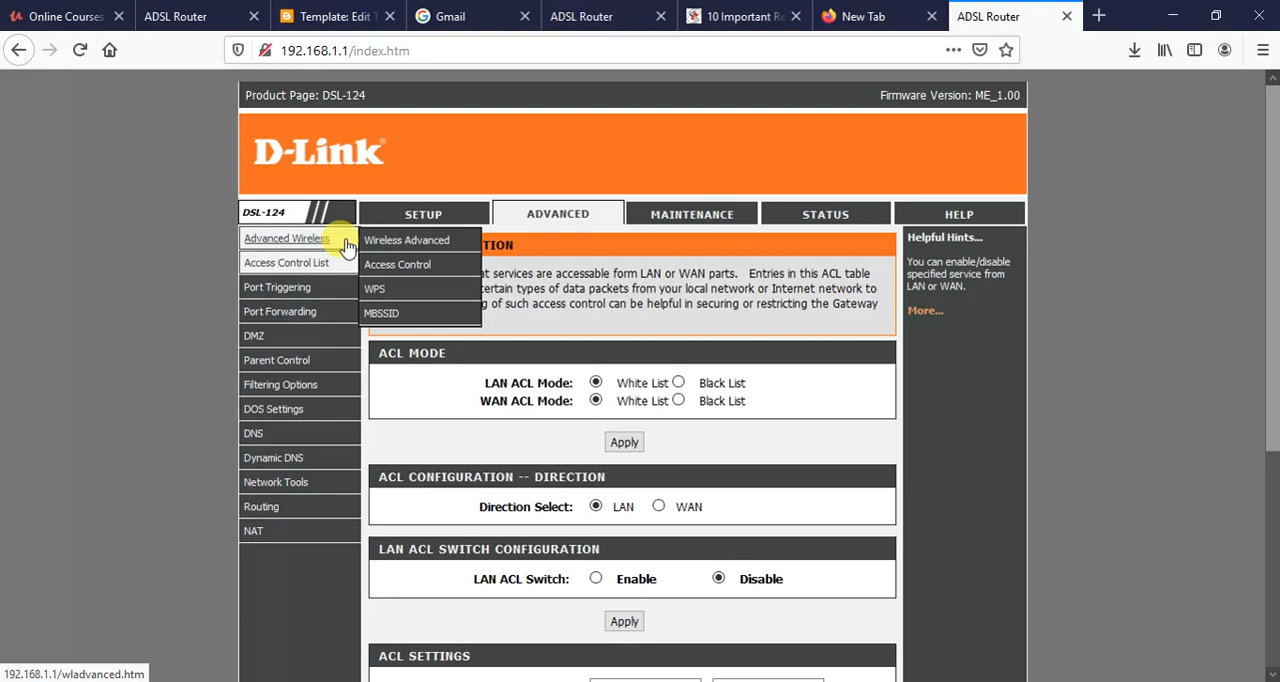 Online Courses
ADSL Router
Template: Edit T
Gmail
ADSL Router
10 Important Re
New Tab
ADSL Router
192.168.1.1/index.htm
Product Page: DSL-124
Firmware Version: ME_1.00
D-Link
DSL-124
SETUP
ADVANCED
MAINTENANCE
STATUS
HELP
Advanced Wireless
Access Control List
Port Triggering
Port Forwarding
DMZ
Parent Control
Filtering Options
DOS Settings
DNS
Dynamic DNS
Network Tools
Routing
NAT
Wireless Advanced
Access Control
WPS
MBSSID
TION
at services are accessable form LAN or WAN parts. Entries in this ACL table
ertain types of data packets from your local network or Internet network to
g of such access control can be helpful in securing or restricting the Gateway
ACL MODE
LAN ACL Mode: White List Black List
WAN ACL Mode: White List Black List
Apply
ACL CONFIGURATION -- DIRECTION
Direction Select: LAN WAN
LAN ACL SWITCH CONFIGURATION
LAN ACL Switch: Enable Disable
Apply
ACL SETTINGS
Helpful Hints...
You can enable/disable
specified service from
LAN or WAN.
More...
192.168.1.1/wladvanced.htm